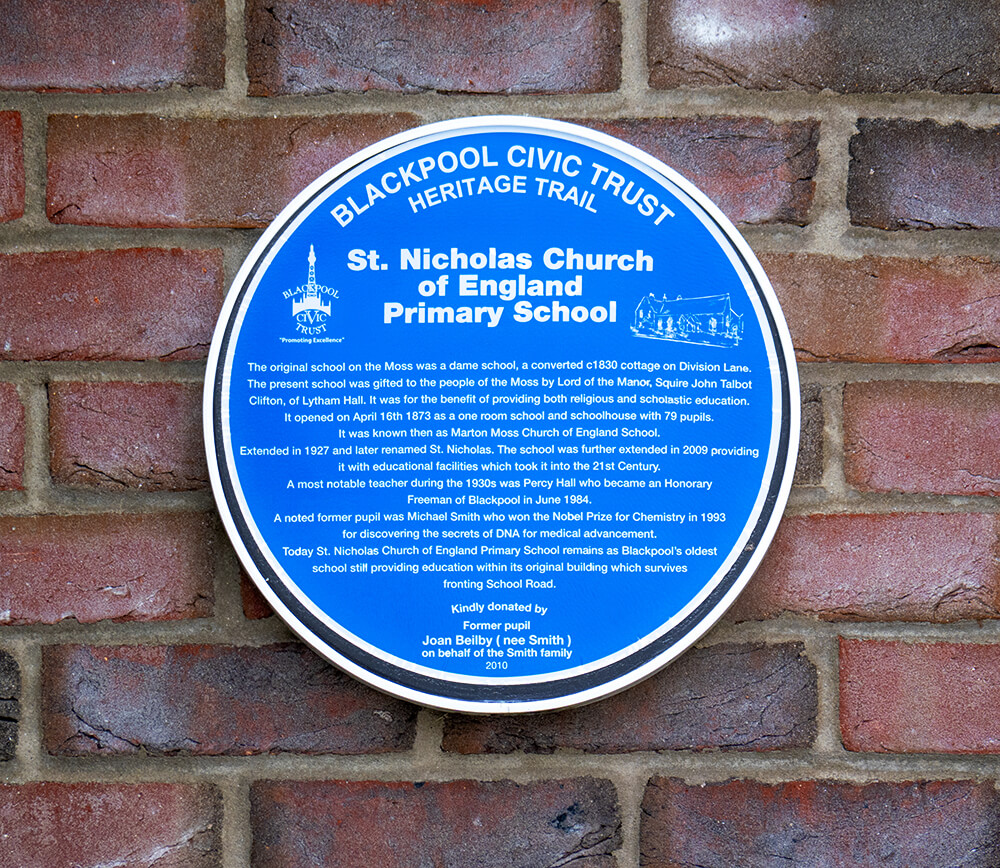 BLACKPOOL CIVIC TRUST
HERITAGE TRAIL
St. Nicholas Church
of England
Primary School
BLACKPOOL
CIVIC
TRUST
"Promoting Excellence"
The original school on the Moss was a dame school, a converted c1830 cottage on Division Lane.
The present school was gifted to the people of the Moss by Lord of the Manor, Squire John Talbot
Clifton, of Lytham Hall. It was for the benefit of providing both religious and scholastic education.
It opened on April 16th 1873 as a one room school and schoolhouse with 79 pupils.
It was known then as Marton Moss Church of England School.
Extended in 1927 and later renamed St. Nicholas. The school was further extended in 2009 providing
it with educational facilities which took it into the 21st Century.
A most notable teacher during the 1930s was Percy Hall who became an Honorary
Freeman of Blackpool in June 1984.
A noted former pupil was Michael Smith who won the Nobel Prize for Chemistry in 1993
for discovering the secrets of DNA for medical advancement.
Today St. Nicholas Church of England Primary School remains as Blackpool's oldest
school still providing education within its original building which survives
fronting School Road.
Kindly donated by
Former pupil
Joan Beilby ( nee Smith )
on behalf of the Smith family
2010